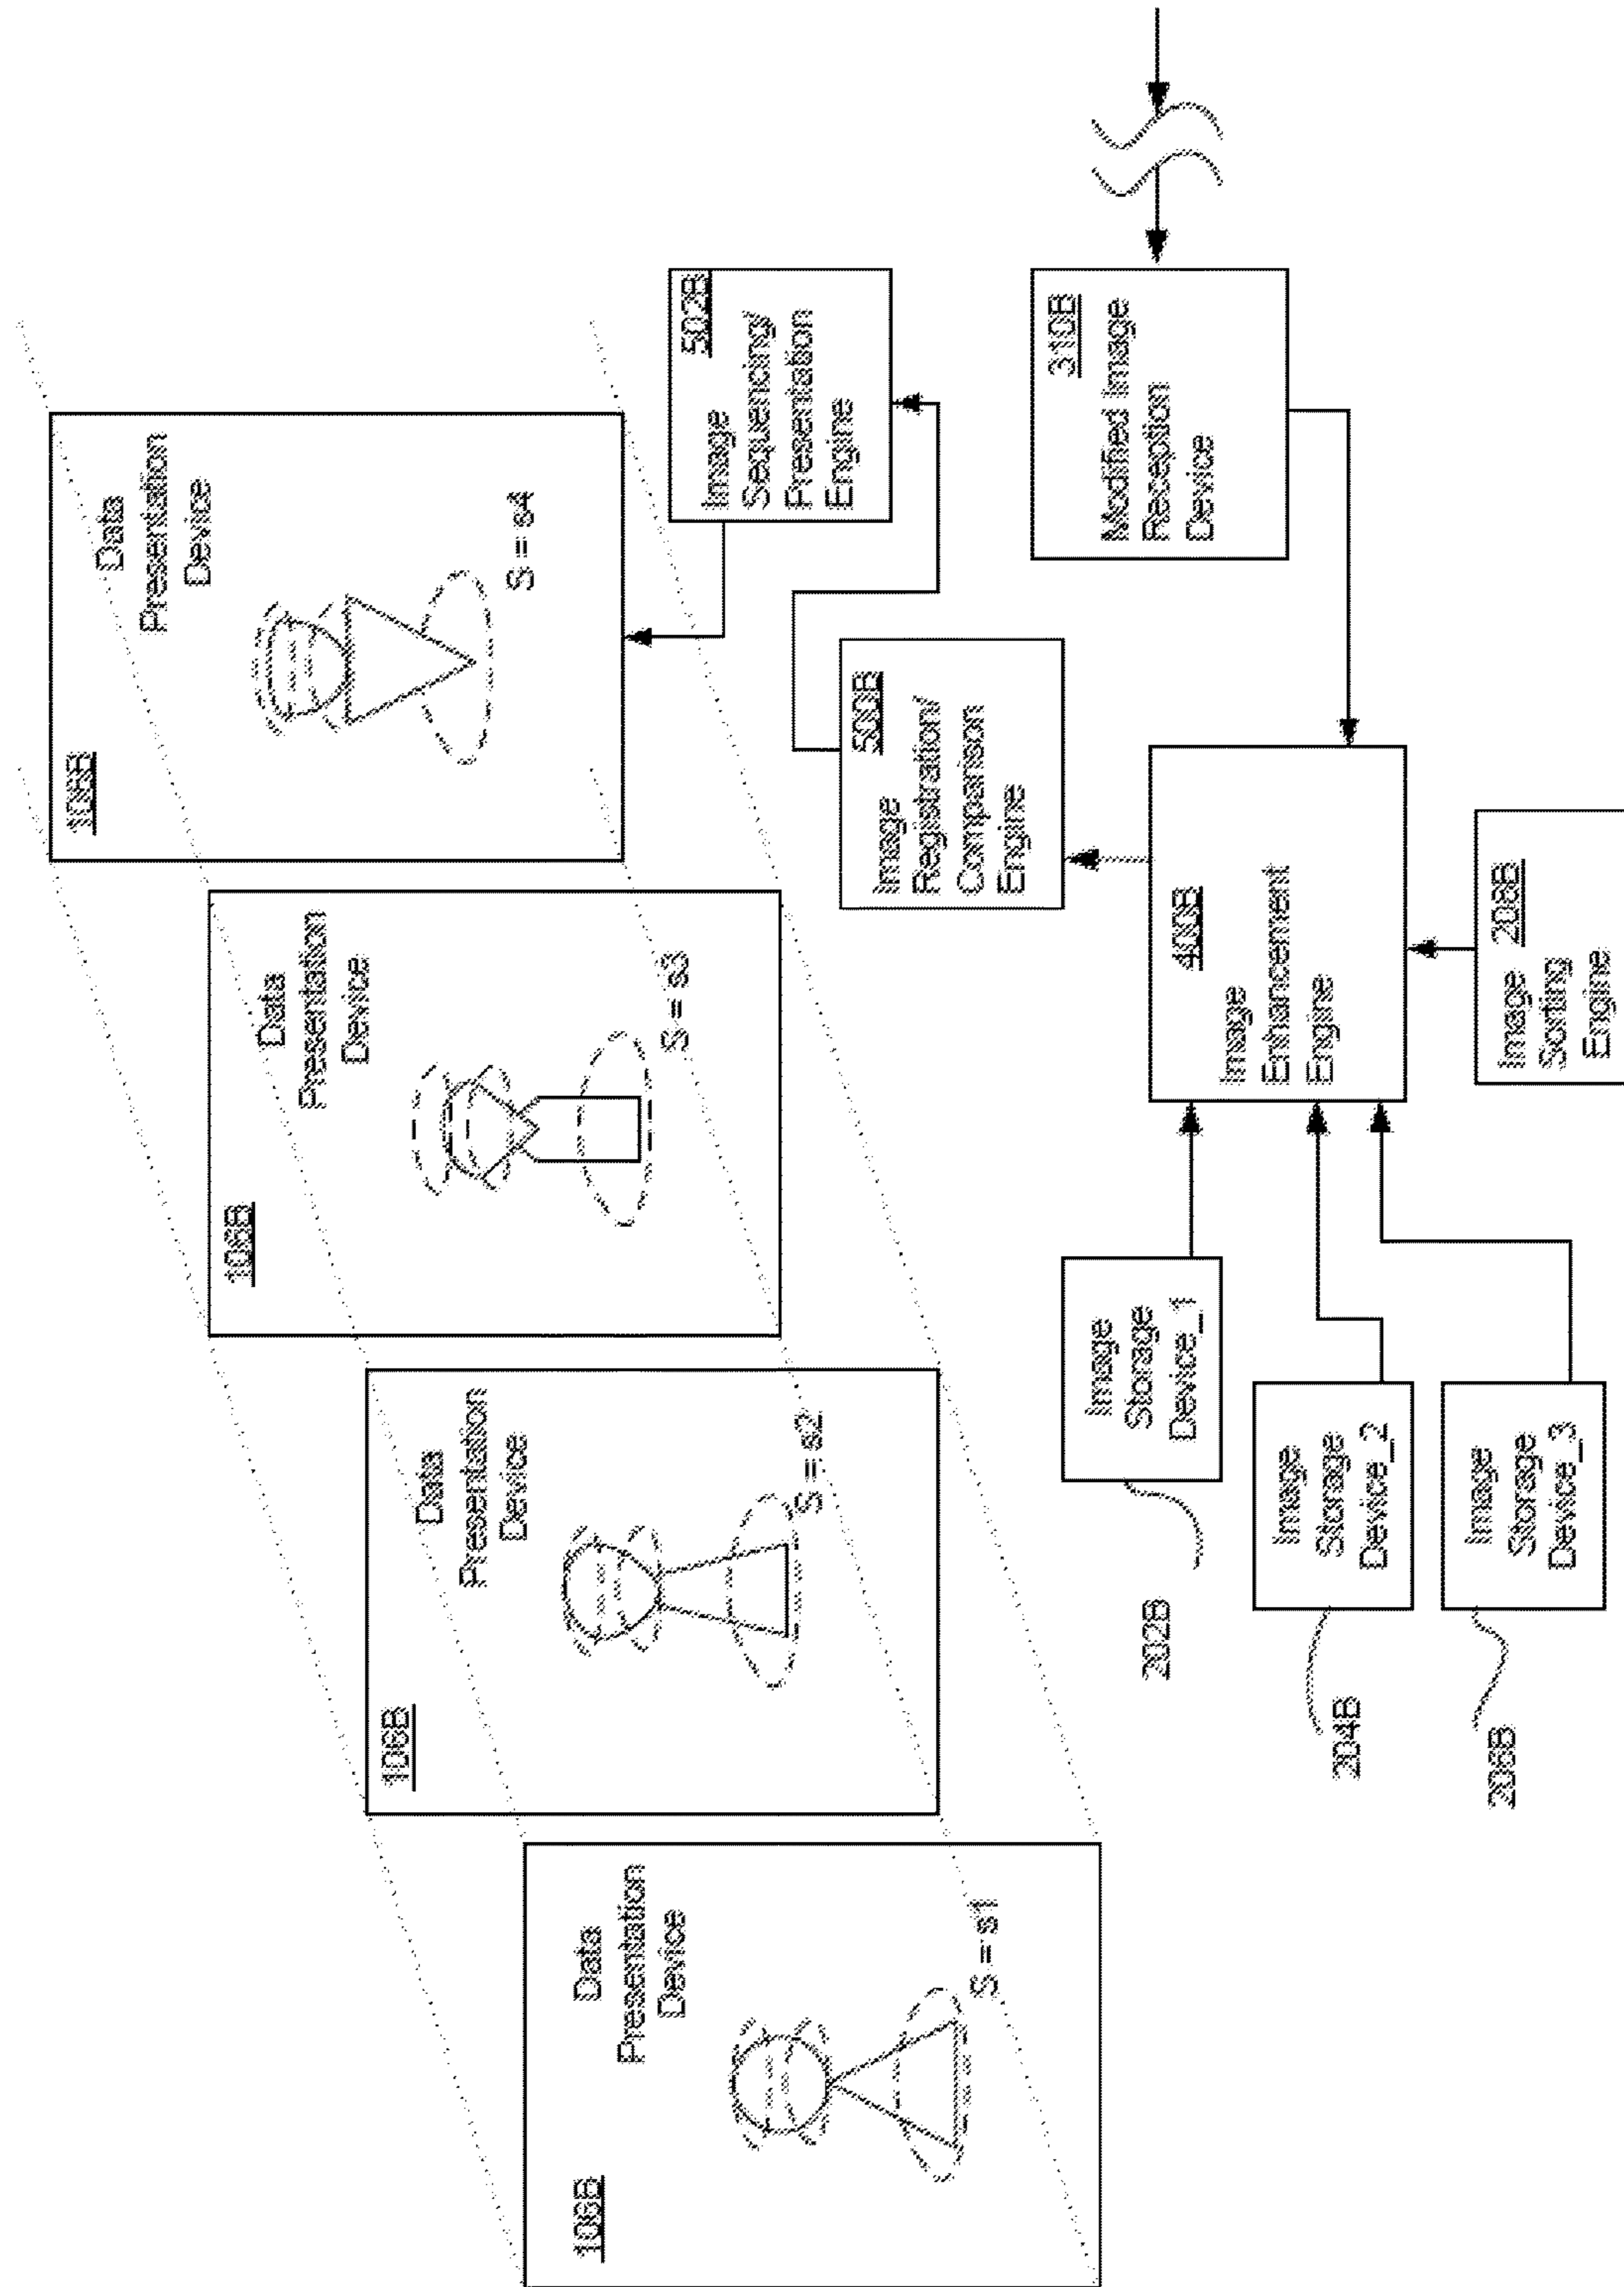 106B
Data
Presentation
Device
S = s1
106B
Data
Presentation
Device
S = s2
106B
Data
Presentation
Device
S = s3
106B
Data
Presentation
Device
S = s4
502B
Image
Sequencing/
Presentation
Engine
500B
Image
Registration/
Comparison
Engine
310B
Modified Image
Reception
Device
400B
Image
Enhancement
Engine
202B
Image
Storage
Device_1
204B
Image
Storage
Device_2
206B
Image
Storage
Device_3
208B
Image
Sorting
Engine